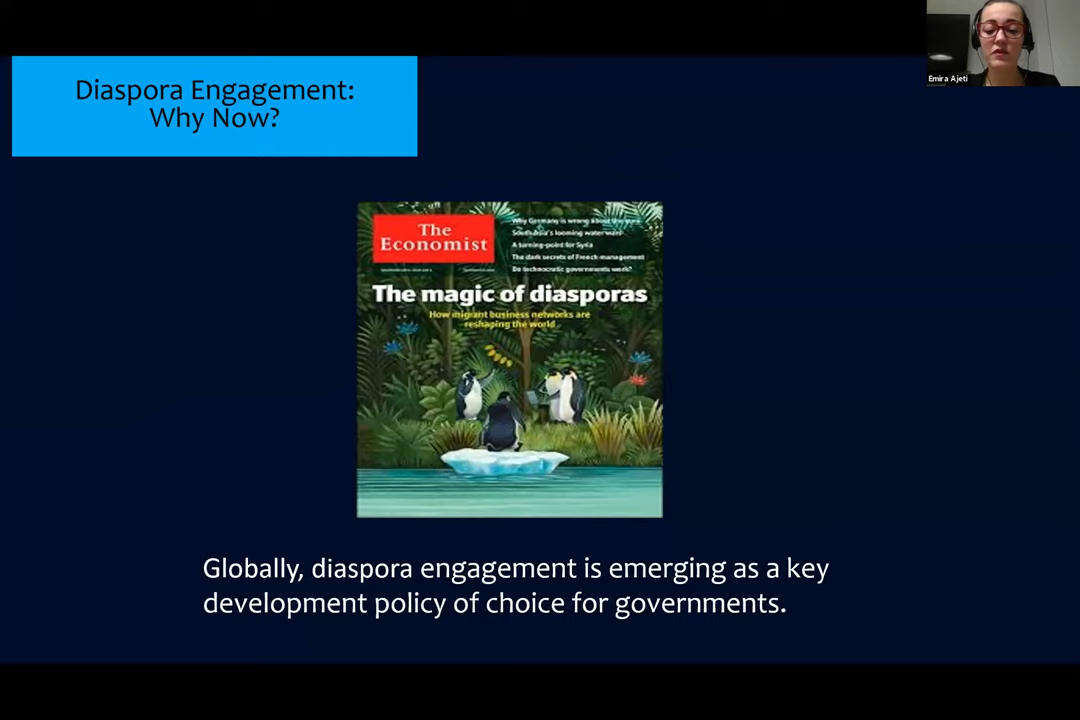 Diaspora Engagement:
Why Now?
Emira Ajeti
The
Economist
Why Germany is wrong about the
South Asia's looming water wars
A turning-point for Syria
The dark secrets of French management
Do technocratic governments work?
The magic of diasporas
How migrant business networks are
reshaping the world
Globally, diaspora engagement is emerging as a key
development policy of choice for governments.